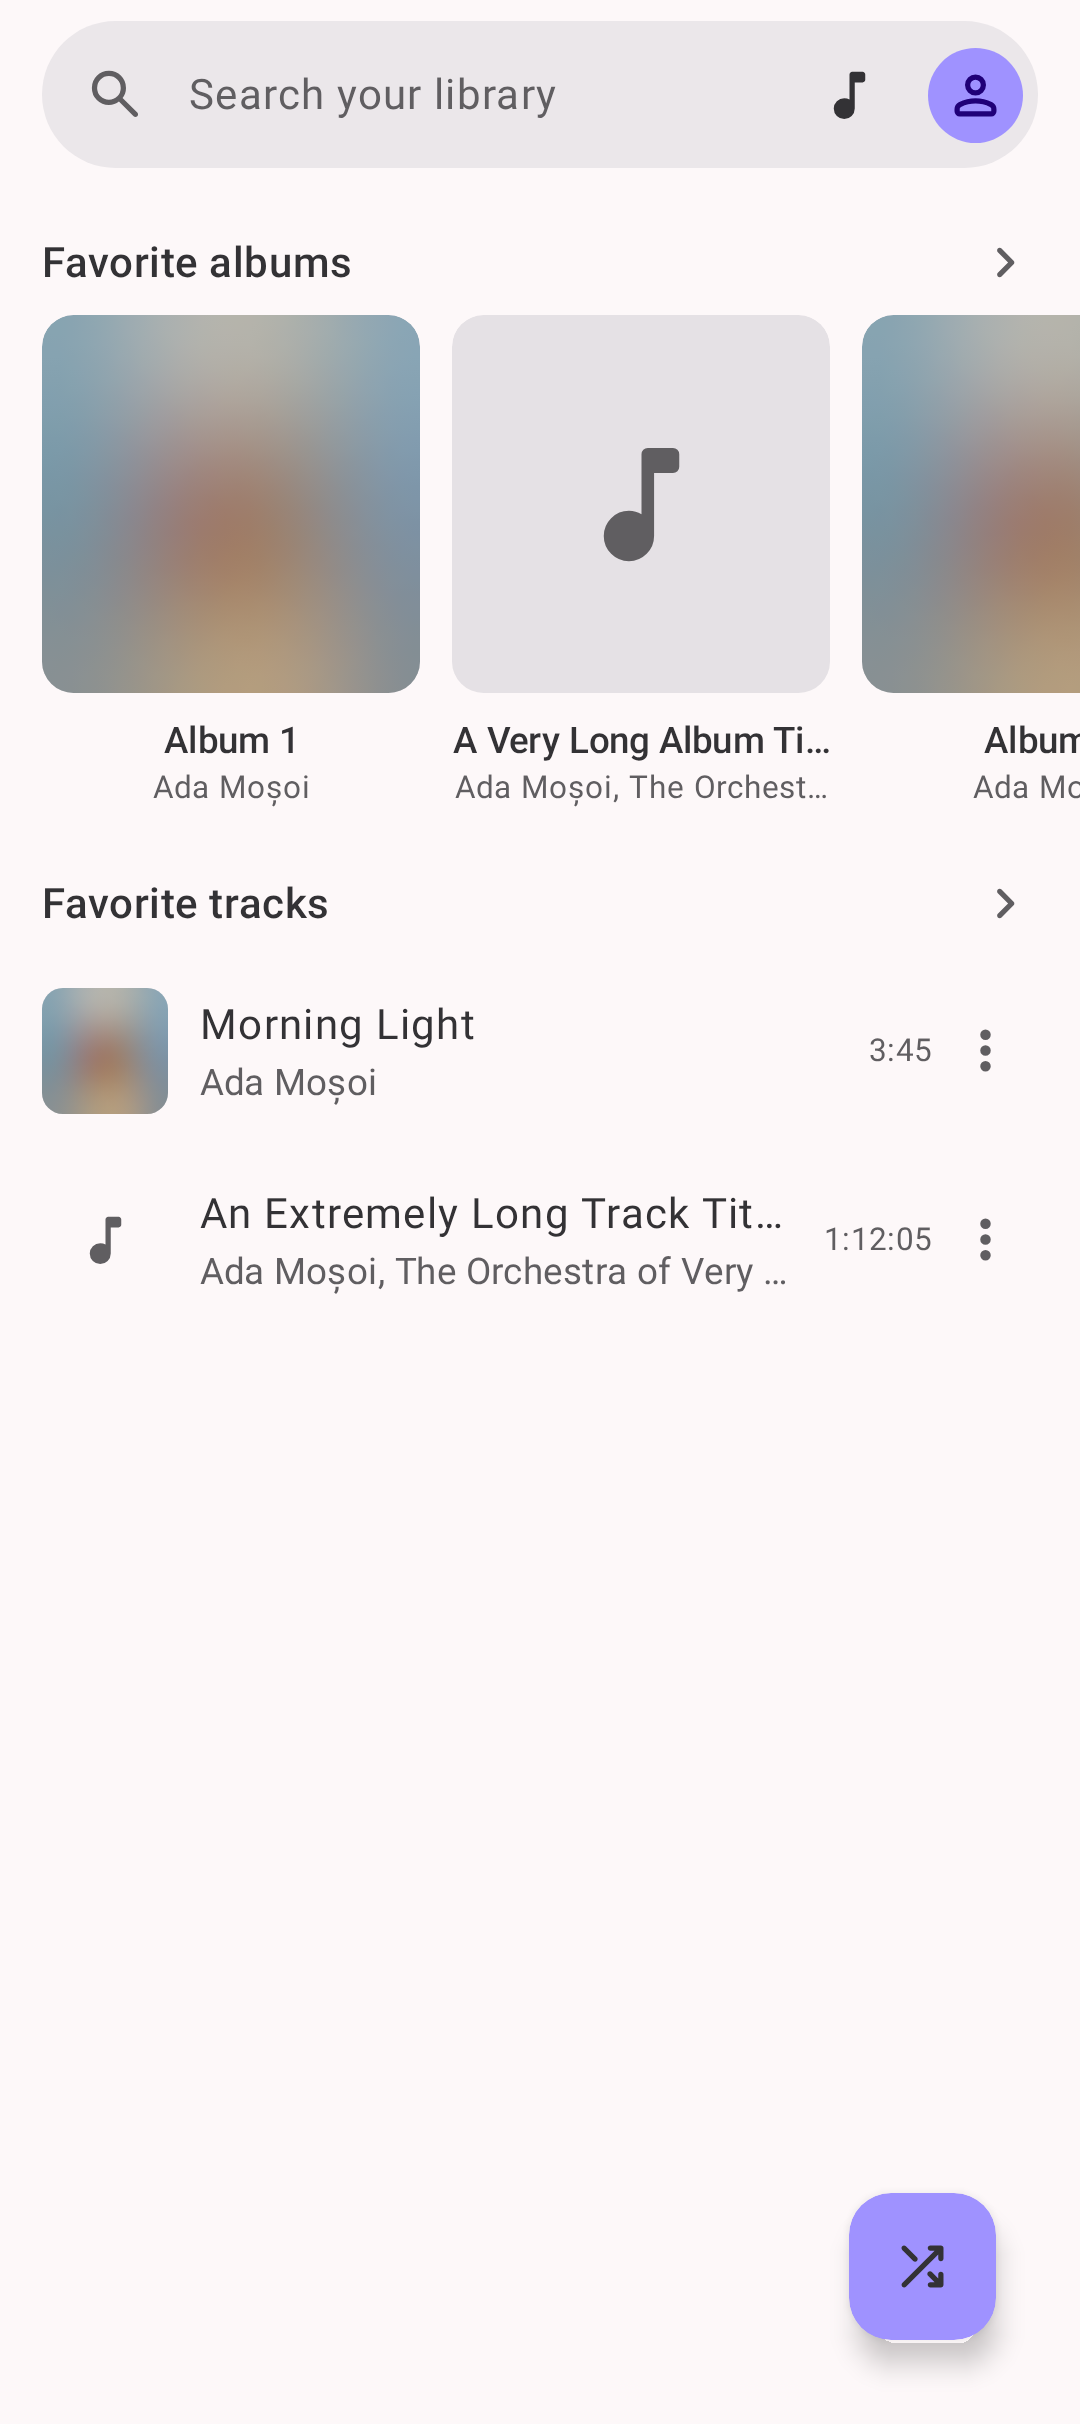 Search your library
Favorite albums
Album 1
A Very Long Album Ti…
Album
Ada Moșoi
Ada Moșoi, The Orchest…
Ada Mo
Favorite tracks
Morning Light
Ada Moșoi
3:45
An Extremely Long Track Tit…
Ada Moșoi, The Orchestra of Very …
1:12:05